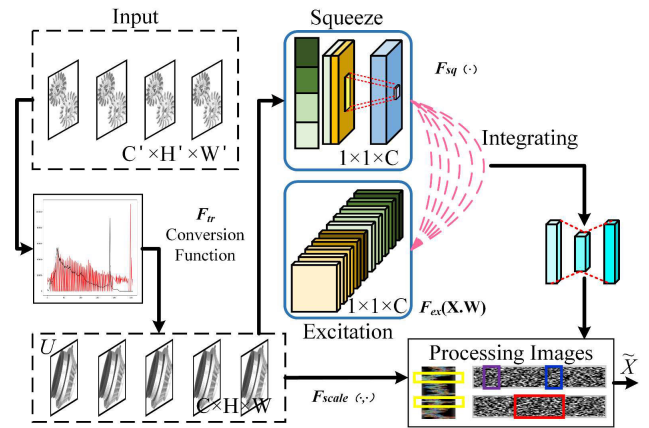 Input
Squeeze
F_sq (·)
C'×H'×W'
1×1×C
Integrating
F_tr
Conversion
Function
1×1×C
F_ex(X.W)
Excitation
U
C×H×W
F_scale (·,·)
Processing Images
X̃